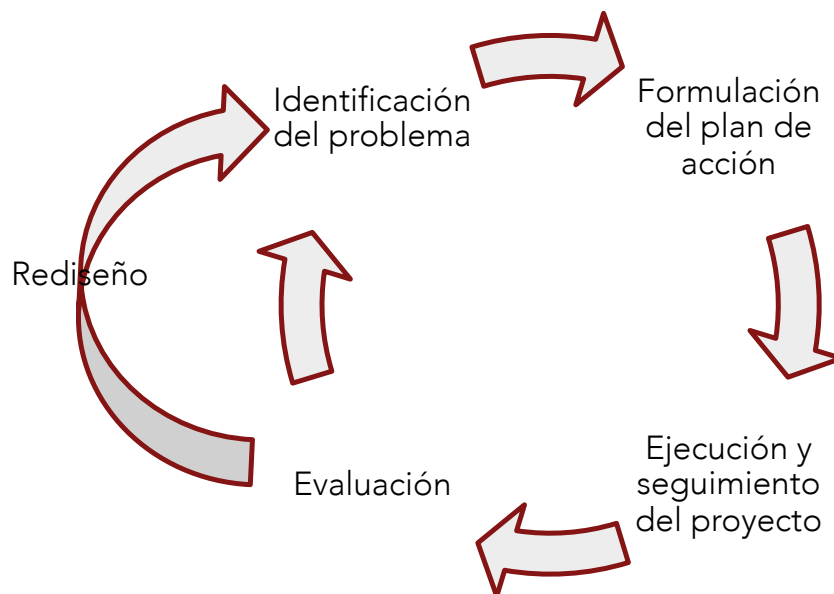 Identificación
del problema
Formulación
del plan de
acción
Rediseño
Ejecución y
seguimiento
del proyecto
Evaluación